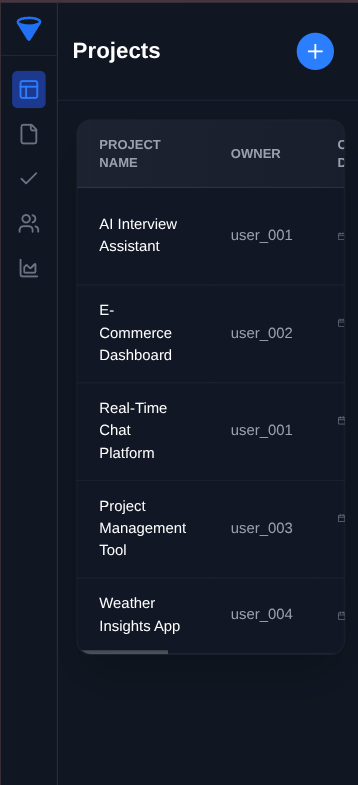 Projects
PROJECT
NAME
OWNER
AI Interview
Assistant
user_001
E-
Commerce
Dashboard
user_002
Real-Time
Chat
Platform
user_001
Project
Management
Tool
user_003
Weather
Insights App
user_004